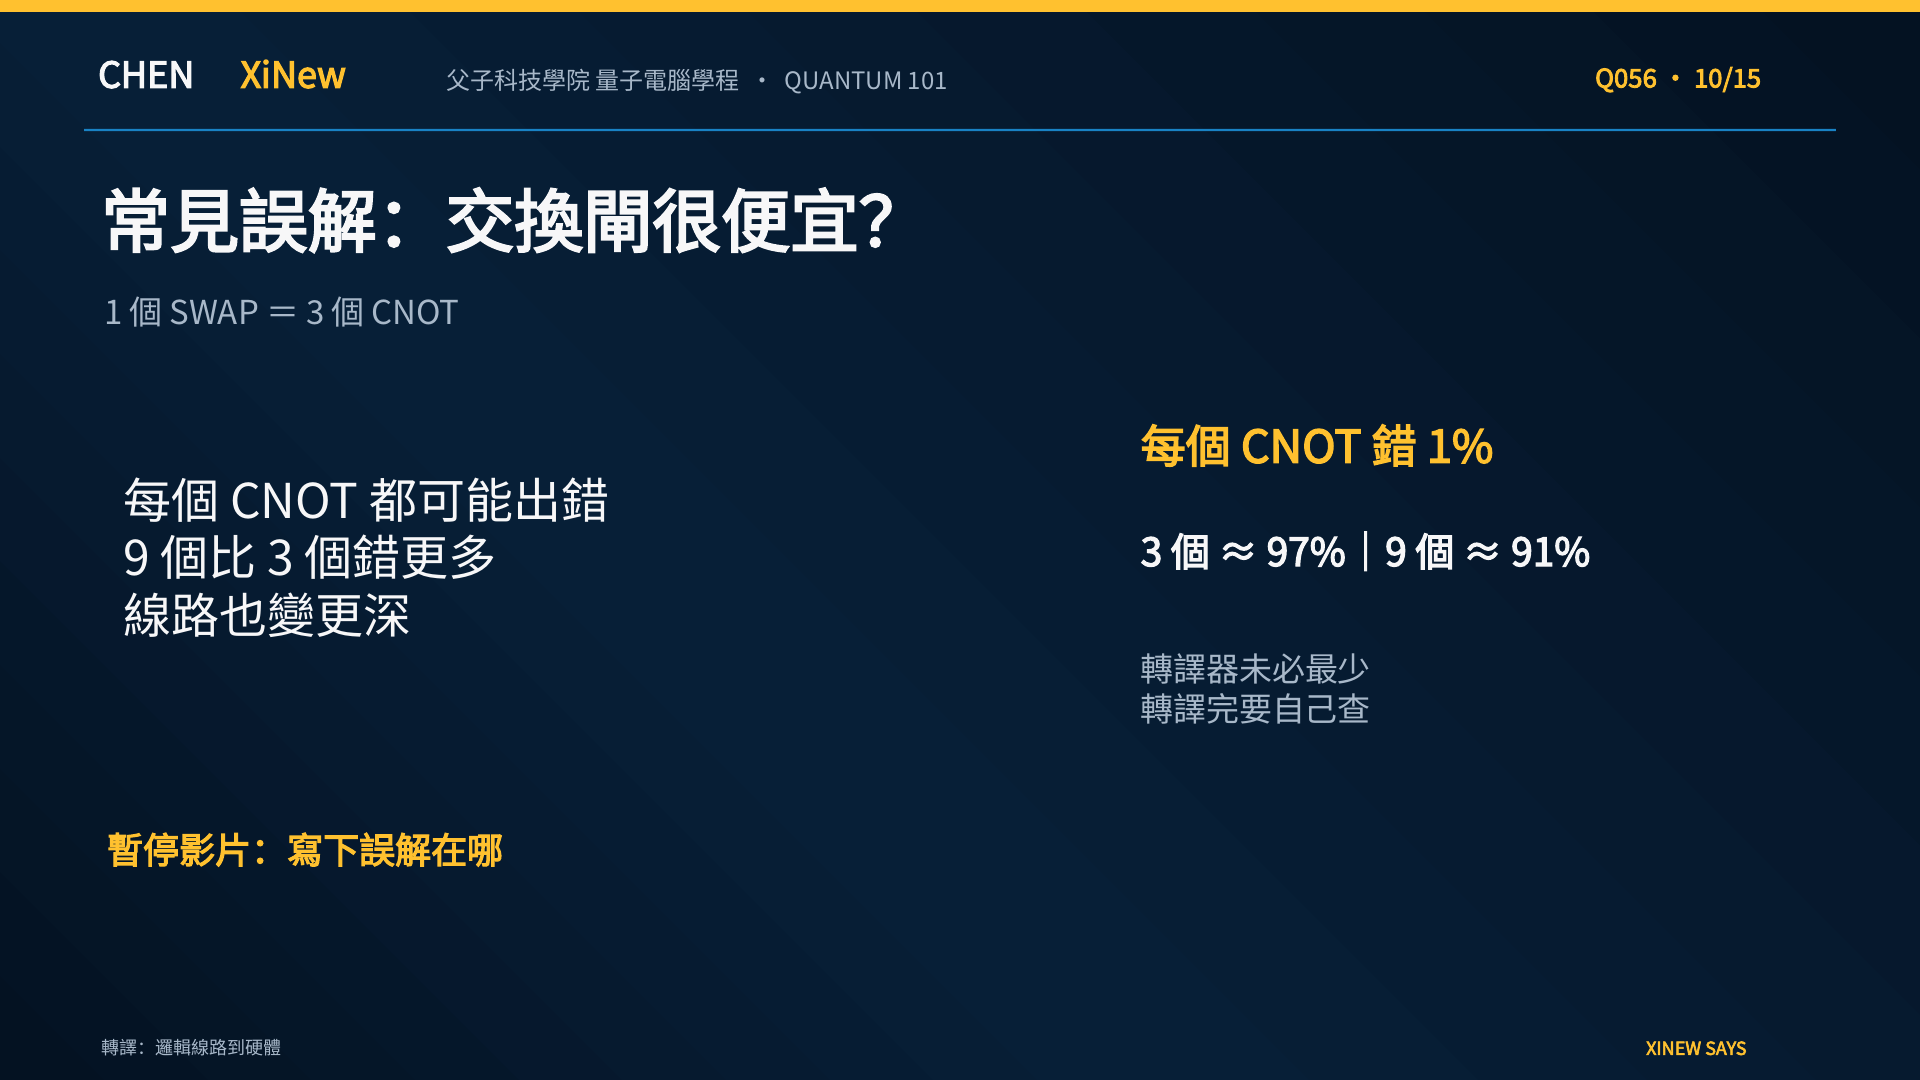 CHEN XiNew 父子科技學院 量子電腦學程 · QUANTUM 101 Q056 · 10/15
常見誤解：交換閘很便宜？
1 個 SWAP ＝ 3 個 CNOT
每個 CNOT 都可能出錯
9 個比 3 個錯更多
線路也變更深
每個 CNOT 錯 1%
3 個 ≈ 97%｜9 個 ≈ 91%
轉譯器未必最少
轉譯完要自己查
暫停影片：寫下誤解在哪
轉譯：邏輯線路到硬體
XINEW SAYS